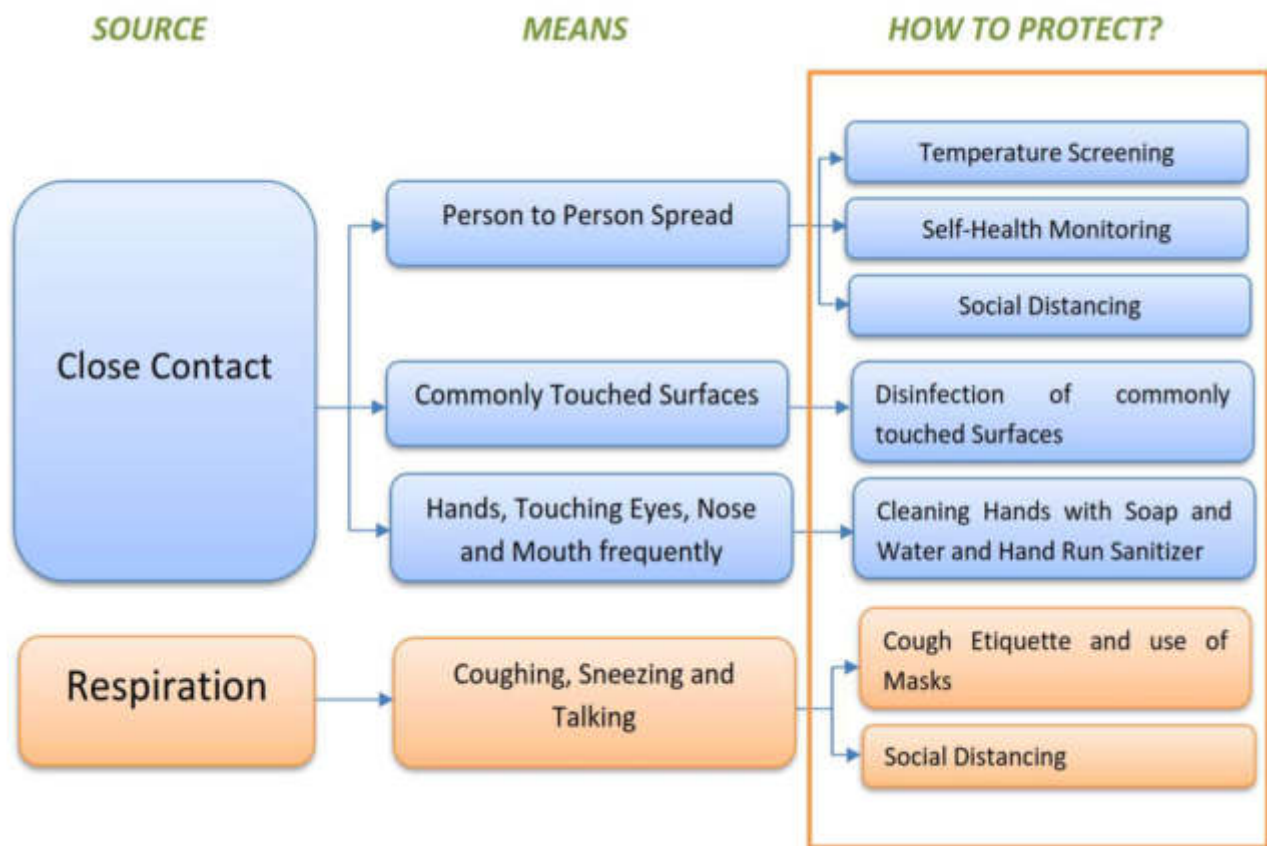 SOURCE
MEANS
HOW TO PROTECT?
Close Contact
Person to Person Spread
Temperature Screening
Self-Health Monitoring
Social Distancing
Commonly Touched Surfaces
Disinfection of commonly
touched Surfaces
Hands, Touching Eyes, Nose
and Mouth frequently
Cleaning Hands with Soap and
Water and Hand Run Sanitizer
Respiration
Coughing, Sneezing and
Talking
Cough Etiquette and use of
Masks
Social Distancing